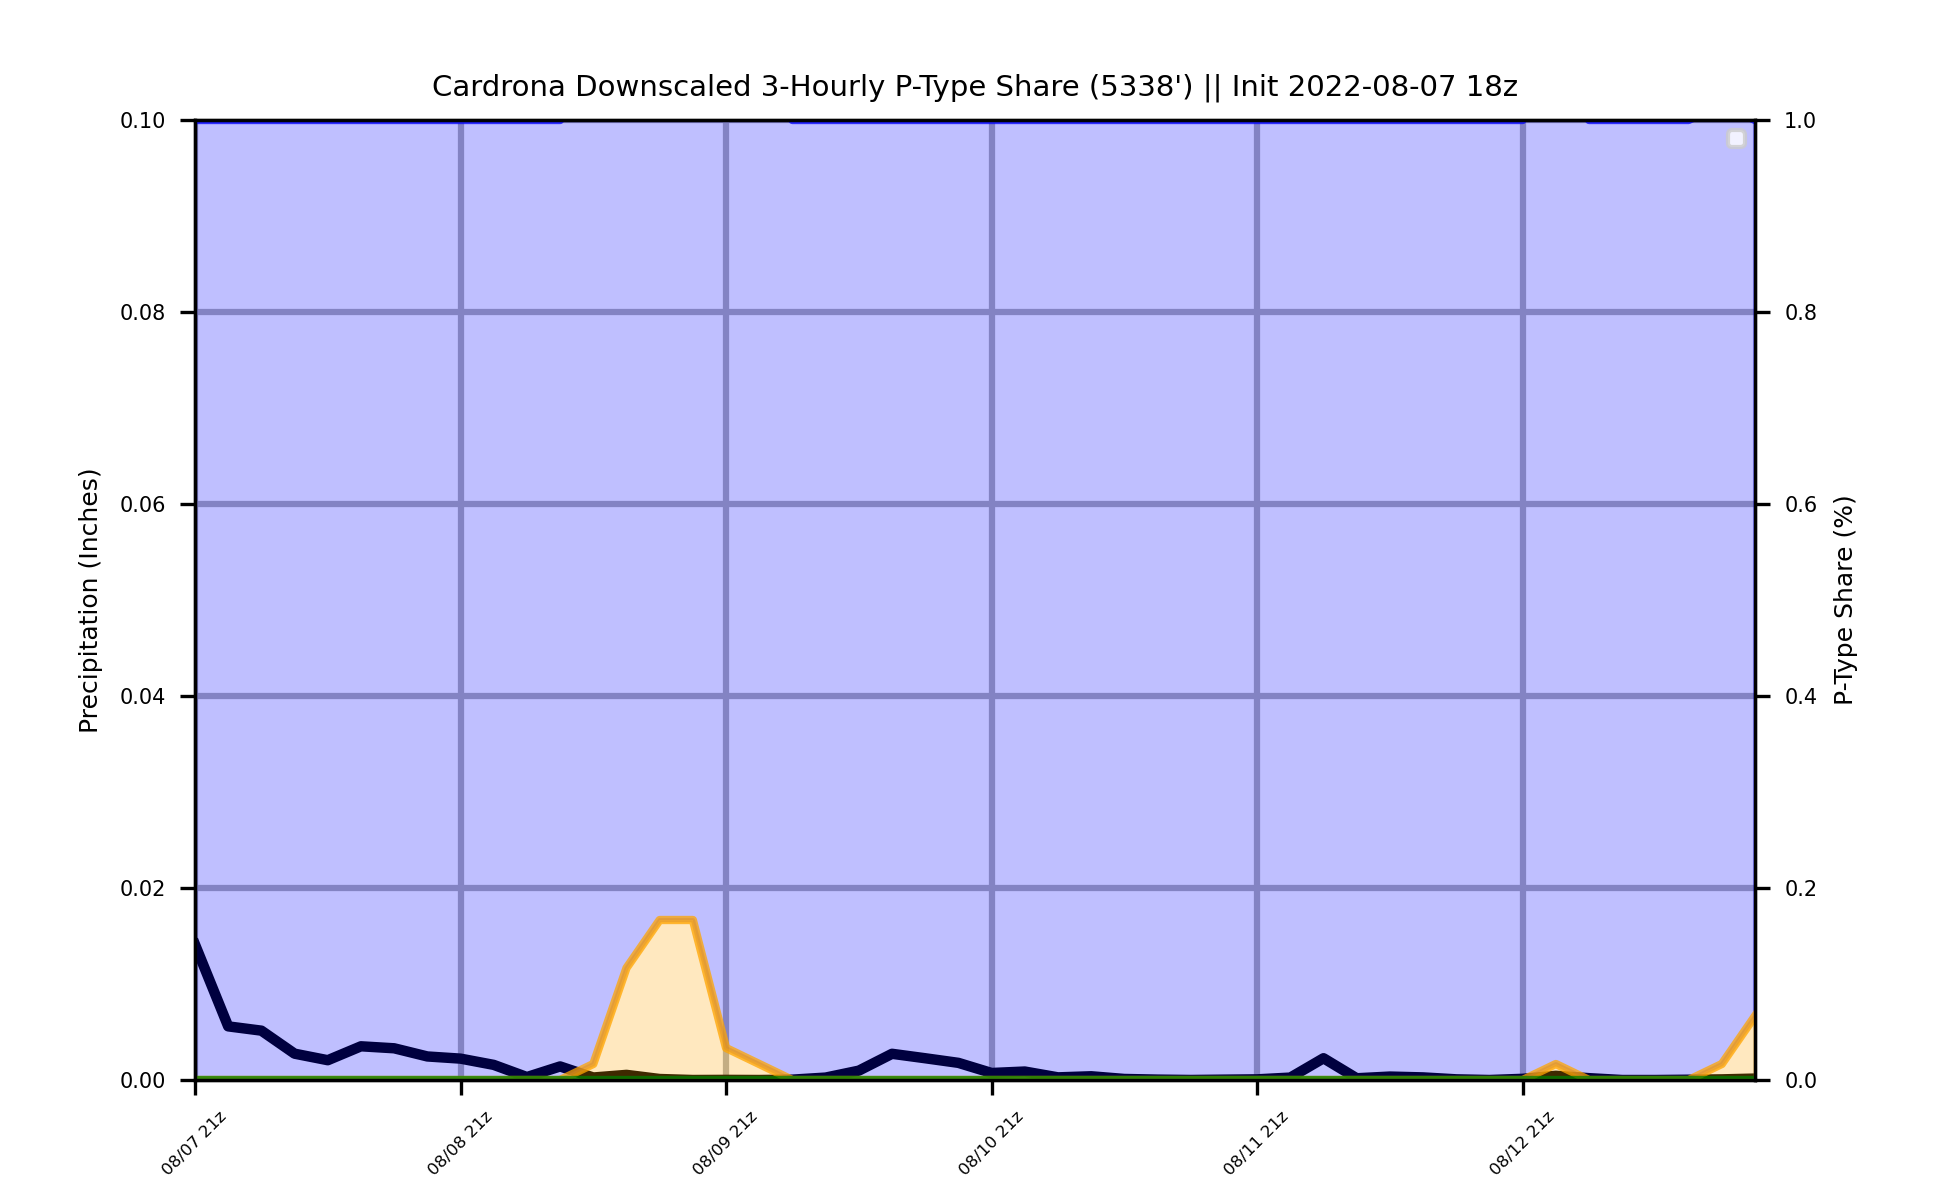 Cardrona Downscaled 3-Hourly P-Type Share (5338') || Init 2022-08-07 18z
Precipitation (Inches)
0.10
0.08
0.06
0.04
0.02
0.00
1.0
0.8
0.6
0.4
0.2
0.0
P-Type Share (%)
08/07 21z
08/08 21z
08/09 21z
08/10 21z
08/11 21z
08/12 21z